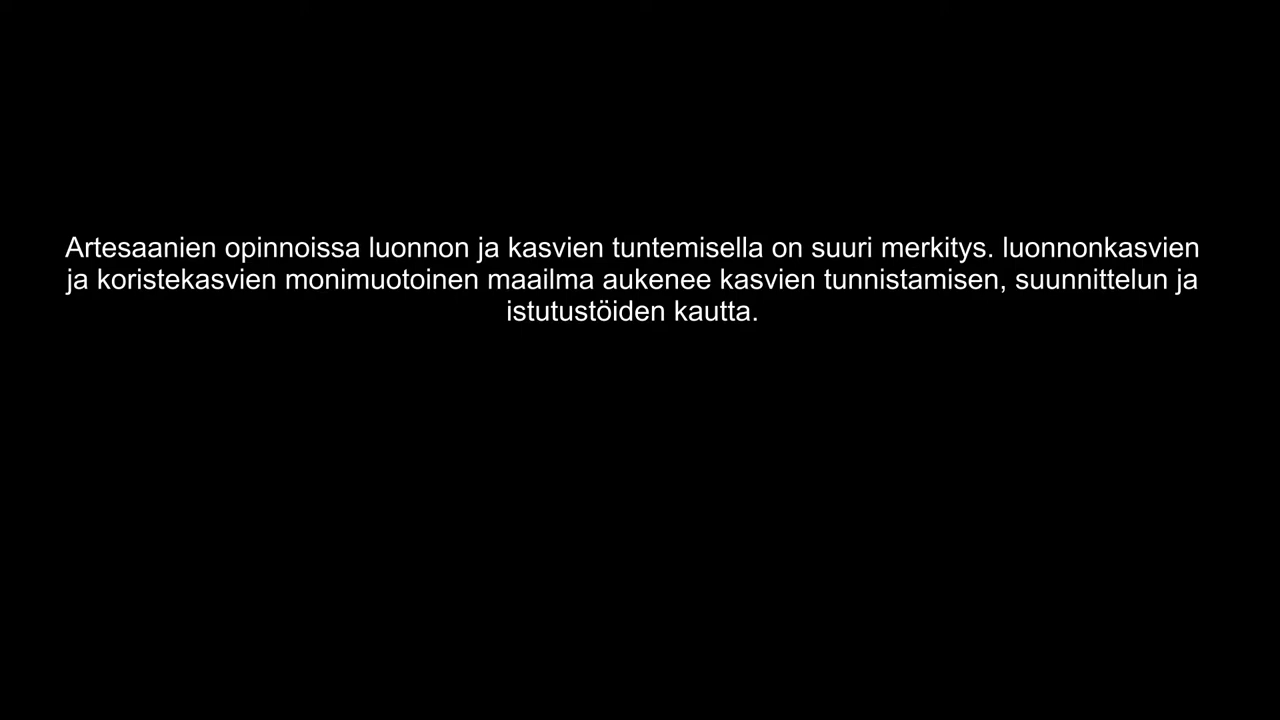 Artesaanien opinnoissa luonnon ja kasvien tuntemisella on suuri merkitys. luonnonkasvien
ja koristekasvien monimuotoinen maailma aukenee kasvien tunnistamisen, suunnittelun ja
istutustöiden kautta.